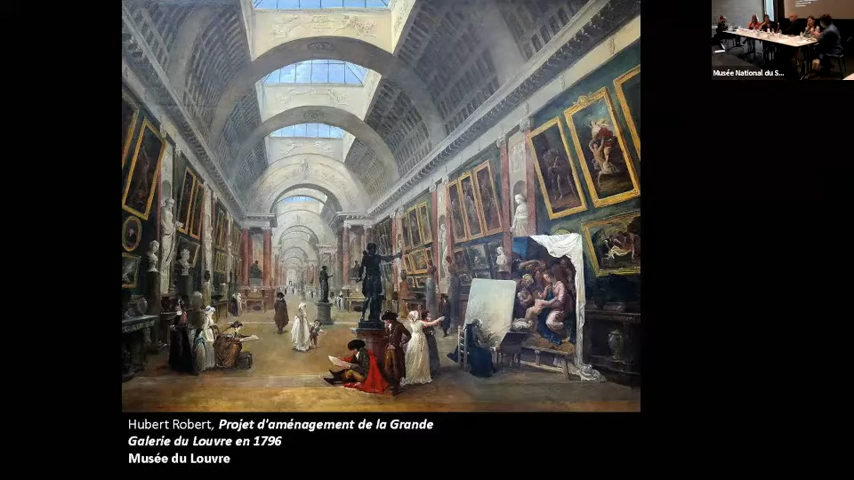 Musée National du S...
Hubert Robert, Projet d'aménagement de la Grande
Galerie du Louvre en 1796
Musée du Louvre